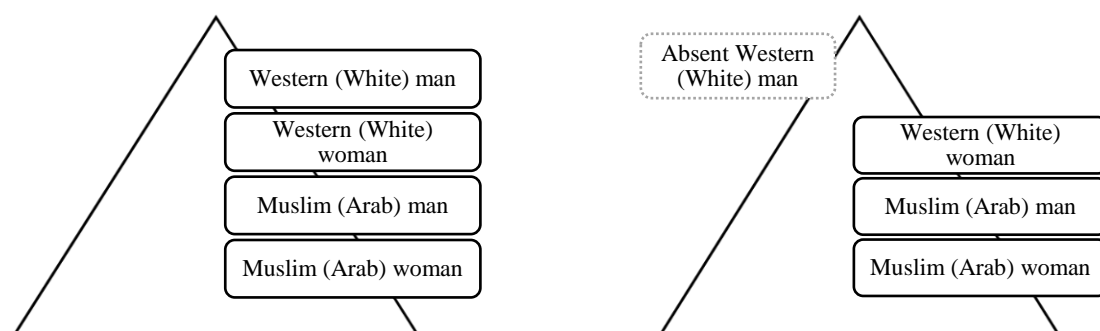 Western (White) man
Western (White)
woman
Muslim (Arab) man
Muslim (Arab) woman
Absent Western
(White) man
Western (White)
woman
Muslim (Arab) man
Muslim (Arab) woman